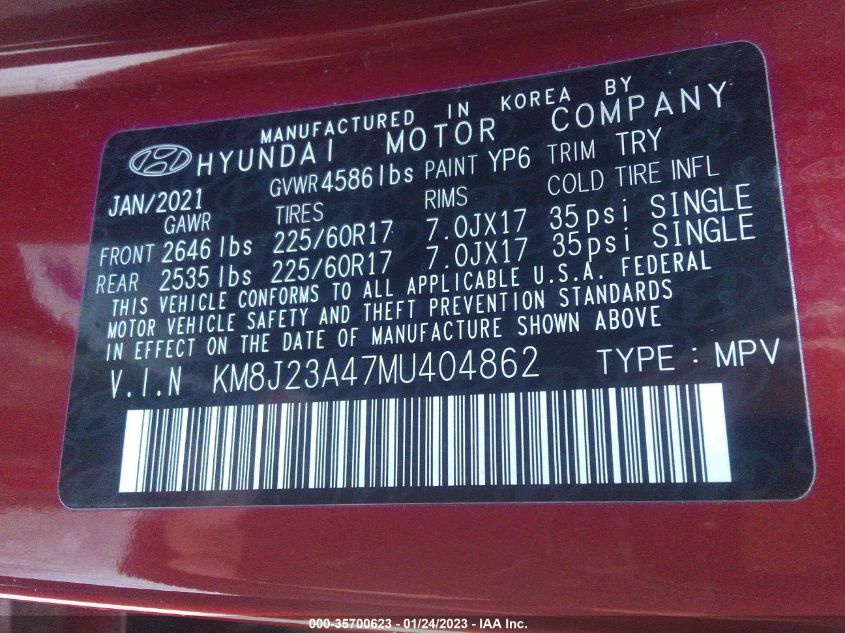 MANUFACTURED IN KOREA BY
HYUNDAI MOTOR COMPANY
JAN/2021 GVWR 4586 lbs PAINT YP6 TRIM TRY
GAWR TIRES RIMS COLD TIRE INFL
FRONT 2646 lbs 225/60R17 7.0JX17 35psi SINGLE
REAR 2535 lbs 225/60R17 7.0JX17 35psi SINGLE
THIS VEHICLE CONFORMS TO ALL APPLICABLE U.S.A. FEDERAL
MOTOR VEHICLE SAFETY AND THEFT PREVENTION STANDARDS
IN EFFECT ON THE DATE OF MANUFACTURE SHOWN ABOVE
V.I.N KM8J23A47MU404862 TYPE : MPV
000-35700623 - 01/24/2023 - IAA Inc.